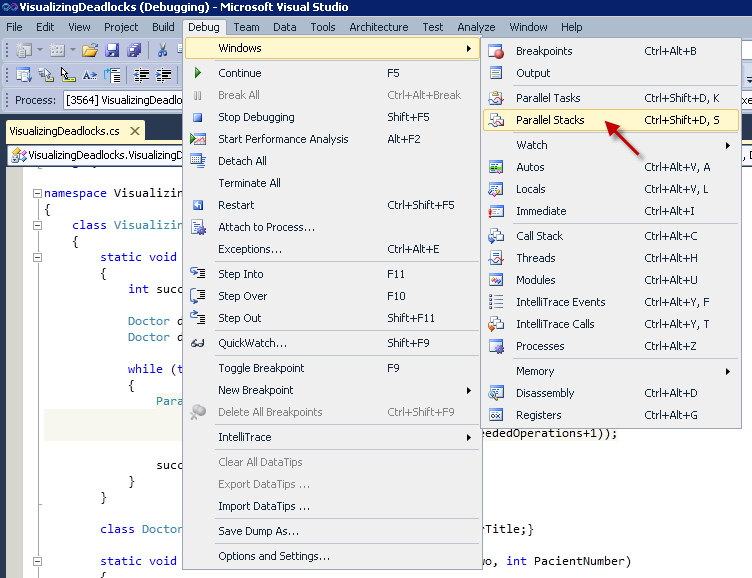 VisualizingDeadlocks (Debugging) - Microsoft Visual Studio
File Edit View Project Build Debug Team Data Tools Architecture Test Analyze Window Help
Process: [3564] VisualizingDeadlo
VisualizingDeadlocks.cs
VisualizingDeadlocks.Visualizing
namespace Visualizin
{
class Visualizin
{
static void
{
int succ
Doctor d
Doctor d
while (t
{
Para
eededOperations+1));
succ
}
}
class Doctor
rTitle;}
static void
wo, int PacientNumber)
{
Windows
Continue F5
Break All Ctrl+Alt+Break
Stop Debugging Shift+F5
Start Performance Analysis Alt+F2
Detach All
Terminate All
Restart Ctrl+Shift+F5
Attach to Process...
Exceptions... Ctrl+Alt+E
Step Into F11
Step Over F10
Step Out Shift+F11
QuickWatch... Shift+F9
Toggle Breakpoint F9
New Breakpoint
Delete All Breakpoints Ctrl+Shift+F9
IntelliTrace
Clear All DataTips
Export DataTips ...
Import DataTips ...
Save Dump As...
Options and Settings...
Breakpoints Ctrl+Alt+B
Output
Parallel Tasks Ctrl+Shift+D, K
Parallel Stacks Ctrl+Shift+D, S
Watch
Autos Ctrl+Alt+V, A
Locals Ctrl+Alt+V, L
Immediate Ctrl+Alt+I
Call Stack Ctrl+Alt+C
Threads Ctrl+Alt+H
Modules Ctrl+Alt+U
IntelliTrace Events Ctrl+Alt+Y, F
IntelliTrace Calls Ctrl+Alt+Y, T
Processes Ctrl+Alt+Z
Memory
Disassembly Ctrl+Alt+D
Registers Ctrl+Alt+G